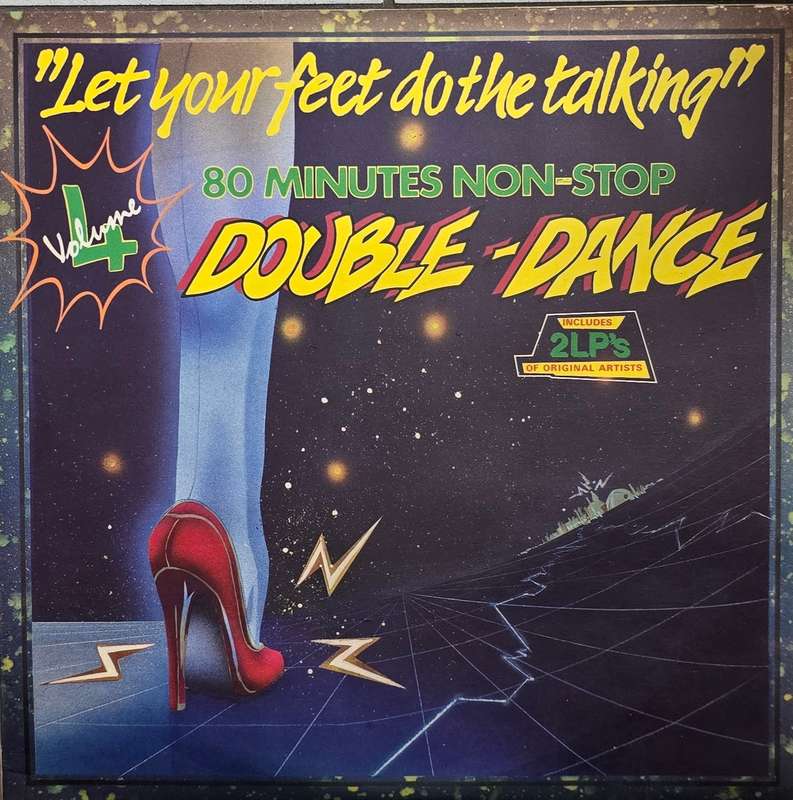 "Let your feet do the talking"
Volume 4
80 MINUTES NON-STOP
DOUBLE-DANCE
INCLUDES
2LP's
OF ORIGINAL ARTISTS